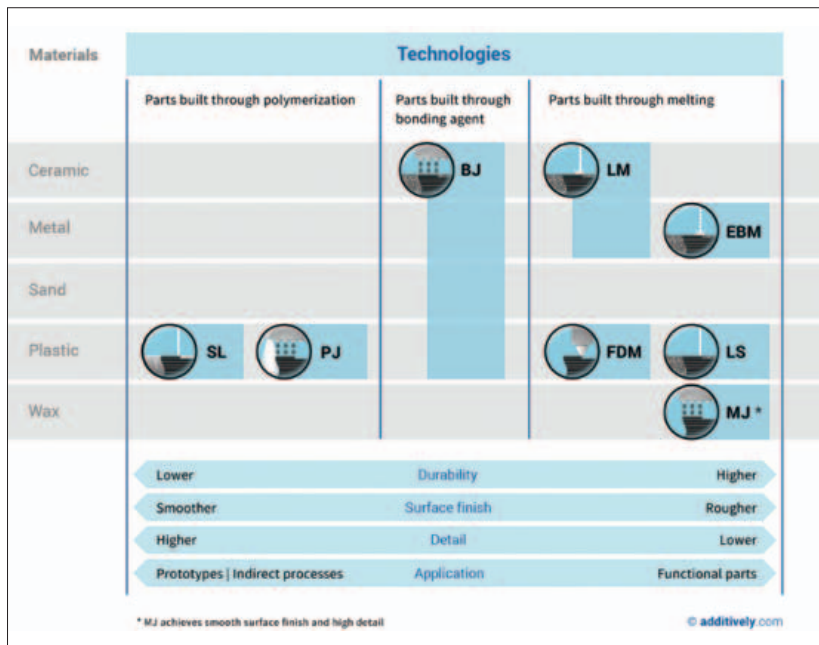 Materials
Technologies
Parts built through polymerization
Parts built through
bonding agent
Parts built through melting
Ceramic
BJ
LM
Metal
EBM
Sand
Plastic
SL
PJ
FDM
LS
Wax
MJ *
Lower Durability Higher
Smoother Surface finish Rougher
Higher Detail Lower
Prototypes | Indirect processes Application Functional parts
* MJ achieves smooth surface finish and high detail
© additively.com